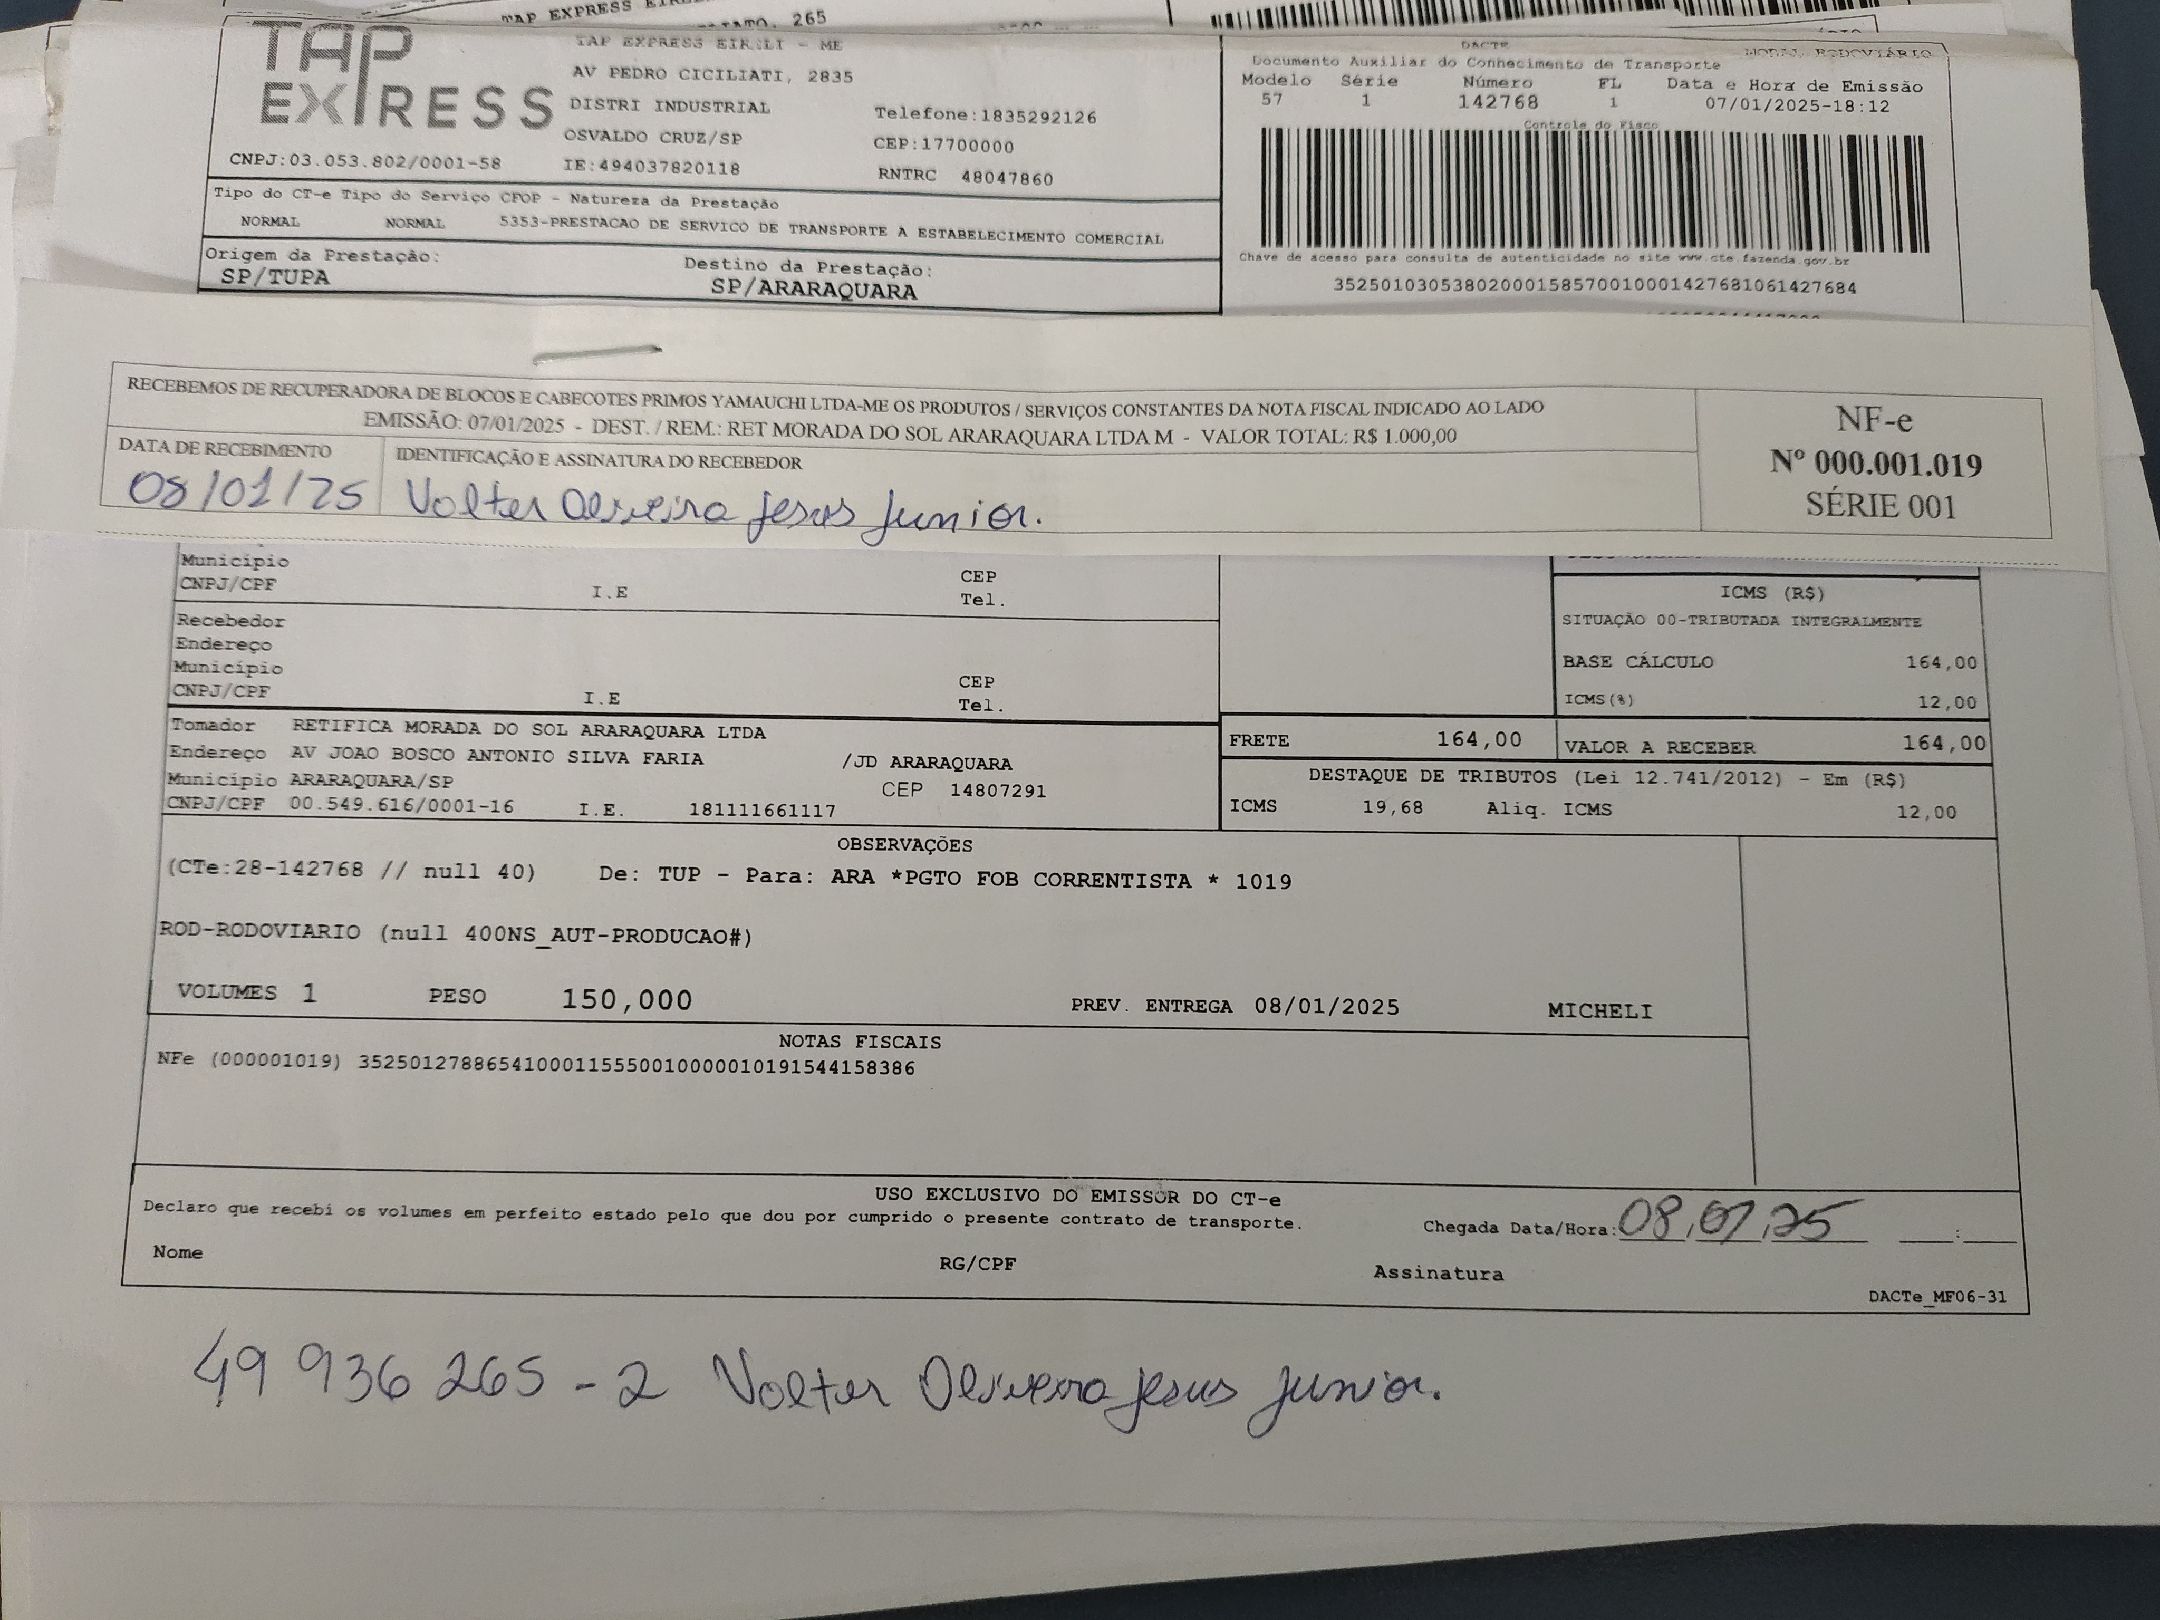 TAP EXPRESS
265
TAP EXPRESS
TAP EXPRESS EIRELI - ME
AV PEDRO CICILIATI, 2835
DISTRI INDUSTRIAL
Telefone:1835292126
OSVALDO CRUZ/SP
CEP:17700000
CNPJ:03.053.802/0001-58 IE:494037820118
RNTRC 48047860
Tipo do CT-e Tipo do Serviço CFOP - Natureza da Prestação
NORMAL NORMAL 5353-PRESTACAO DE SERVICO DE TRANSPORTE A ESTABELECIMENTO COMERCIAL
Origem da Prestação: Destino da Prestação:
SP/TUPA SP/ARARAQUARA
DACTE
MODAL RODOVIÁRIO
Documento Auxiliar do Conhecimento de Transporte
Modelo Série Número FL Data e Hora de Emissão
57 1 142768 1 07/01/2025-18:12
Controle do Fisco
Chave de acesso para consulta de autenticidade no site www.cte.fazenda.gov.br
35250103053802000158570010001427681061427684
RECEBEMOS DE RECUPERADORA DE BLOCOS E CABECOTES PRIMOS YAMAUCHI LTDA-ME OS PRODUTOS / SERVIÇOS CONSTANTES DA NOTA FISCAL INDICADO AO LADO
EMISSÃO: 07/01/2025 - DEST. / REM.: RET MORADA DO SOL ARARAQUARA LTDA M - VALOR TOTAL: R$ 1.000,00
DATA DE RECEBIMENTO IDENTIFICAÇÃO E ASSINATURA DO RECEBEDOR
08/01/25 Volter Oliveira Jesus Junior.
NF-e
Nº 000.001.019
SÉRIE 001
Município CEP
CNPJ/CPF I.E Tel.
Recebedor
Endereço
Município CEP
CNPJ/CPF I.E Tel.
ICMS (R$)
SITUAÇÃO 00-TRIBUTADA INTEGRALMENTE
BASE CÁLCULO 164,00
ICMS(%) 12,00
Tomador RETIFICA MORADA DO SOL ARARAQUARA LTDA
Endereço AV JOAO BOSCO ANTONIO SILVA FARIA /JD ARARAQUARA
Município ARARAQUARA/SP CEP 14807291
CNPJ/CPF 00.549.616/0001-16 I.E. 181111661117
FRETE 164,00 VALOR A RECEBER 164,00
DESTAQUE DE TRIBUTOS (Lei 12.741/2012) - Em (R$)
ICMS 19,68 Aliq. ICMS 12,00
OBSERVAÇÕES
(CTe:28-142768 // null 40) De: TUP - Para: ARA *PGTO FOB CORRENTISTA * 1019
ROD-RODOVIARIO (null 400NS_AUT-PRODUCAO#)
VOLUMES 1 PESO 150,000 PREV. ENTREGA 08/01/2025 MICHELI
NOTAS FISCAIS
NFe (000001019) 35250127886541000115550010000010191544158386
USO EXCLUSIVO DO EMISSOR DO CT-e
Declaro que recebi os volumes em perfeito estado pelo que dou por cumprido o presente contrato de transporte. Chegada Data/Hora: 08,01,25 :
Nome RG/CPF Assinatura
DACTe_MF06-31
49 936 265-2 Volter Oliveira Jesus Junior.